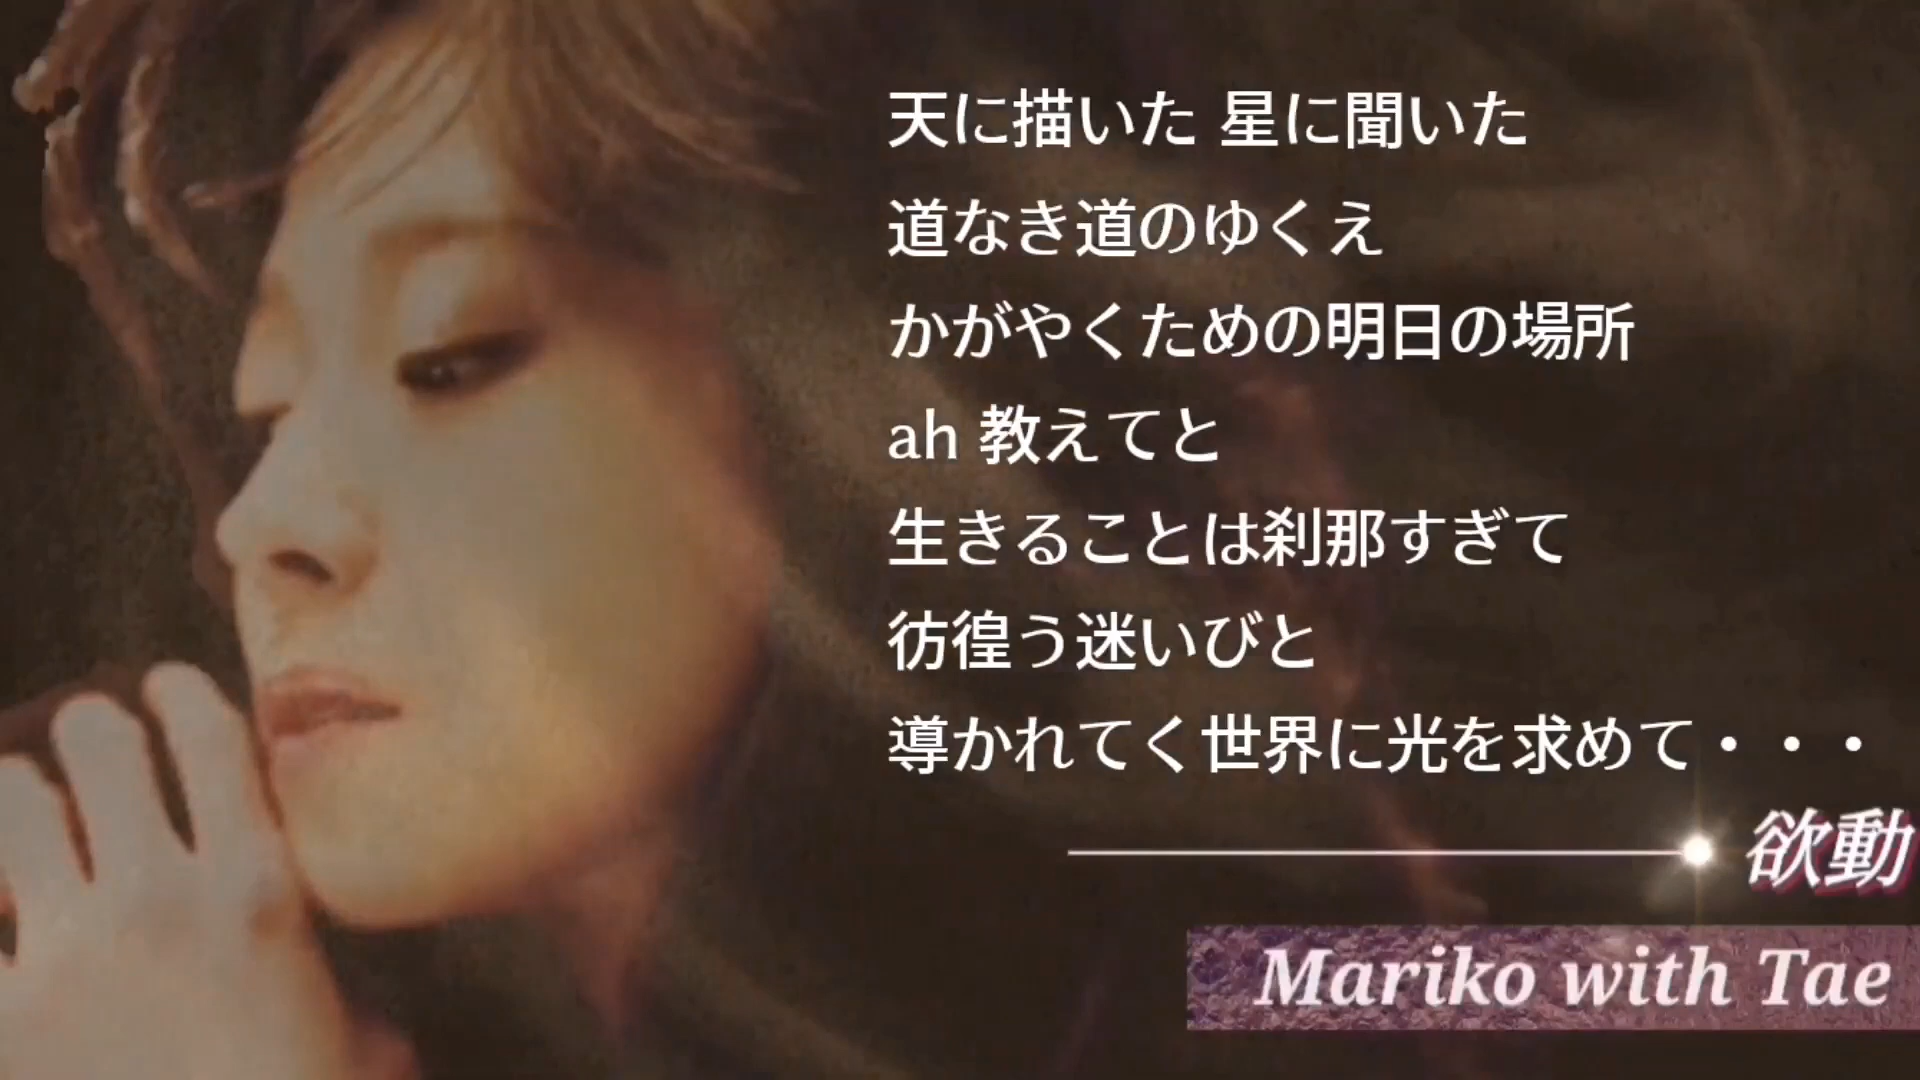 天に描いた 星に聞いた
道なき道のゆくえ
かがやくための明日の場所
ah 教えてと
生きることは刹那すぎて
彷徨う迷いびと
導かれてく世界に光を求めて・・・
欲動
Mariko with Tae